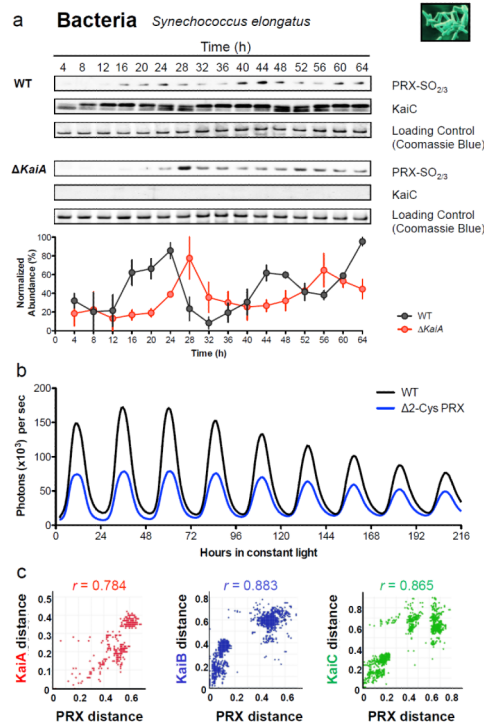 a Bacteria Synechococcus elongatus
Time (h)
4 8 12 16 20 24 28 32 36 40 44 48 52 56 60 64
WT
PRX-SO2/3
KaiC
Loading Control
(Coomassie Blue)
ΔKaiA
PRX-SO2/3
KaiC
Loading Control
(Coomassie Blue)
Normalized
Abundance (%)
100
80
60
40
20
0
0 4 8 12 16 20 24 28 32 36 40 44 48 52 56 60 64
Time (h)
WT
ΔKaiA
b
Photons (x10³) per sec
200
150
100
50
0
WT
Δ2-Cys PRX
0 24 48 72 96 120 144 168 192 216
Hours in constant light
c
r = 0.784
KaiA distance
0.5
0.4
0.3
0.2
0.1
0
0 0.2 0.4 0.6
PRX distance
r = 0.883
KaiB distance
0.6
0.4
0.2
0
0 0.2 0.4 0.6
PRX distance
r = 0.865
KaiC distance
0.8
0.6
0.4
0.2
0
0 0.2 0.4 0.6 0.8
PRX distance